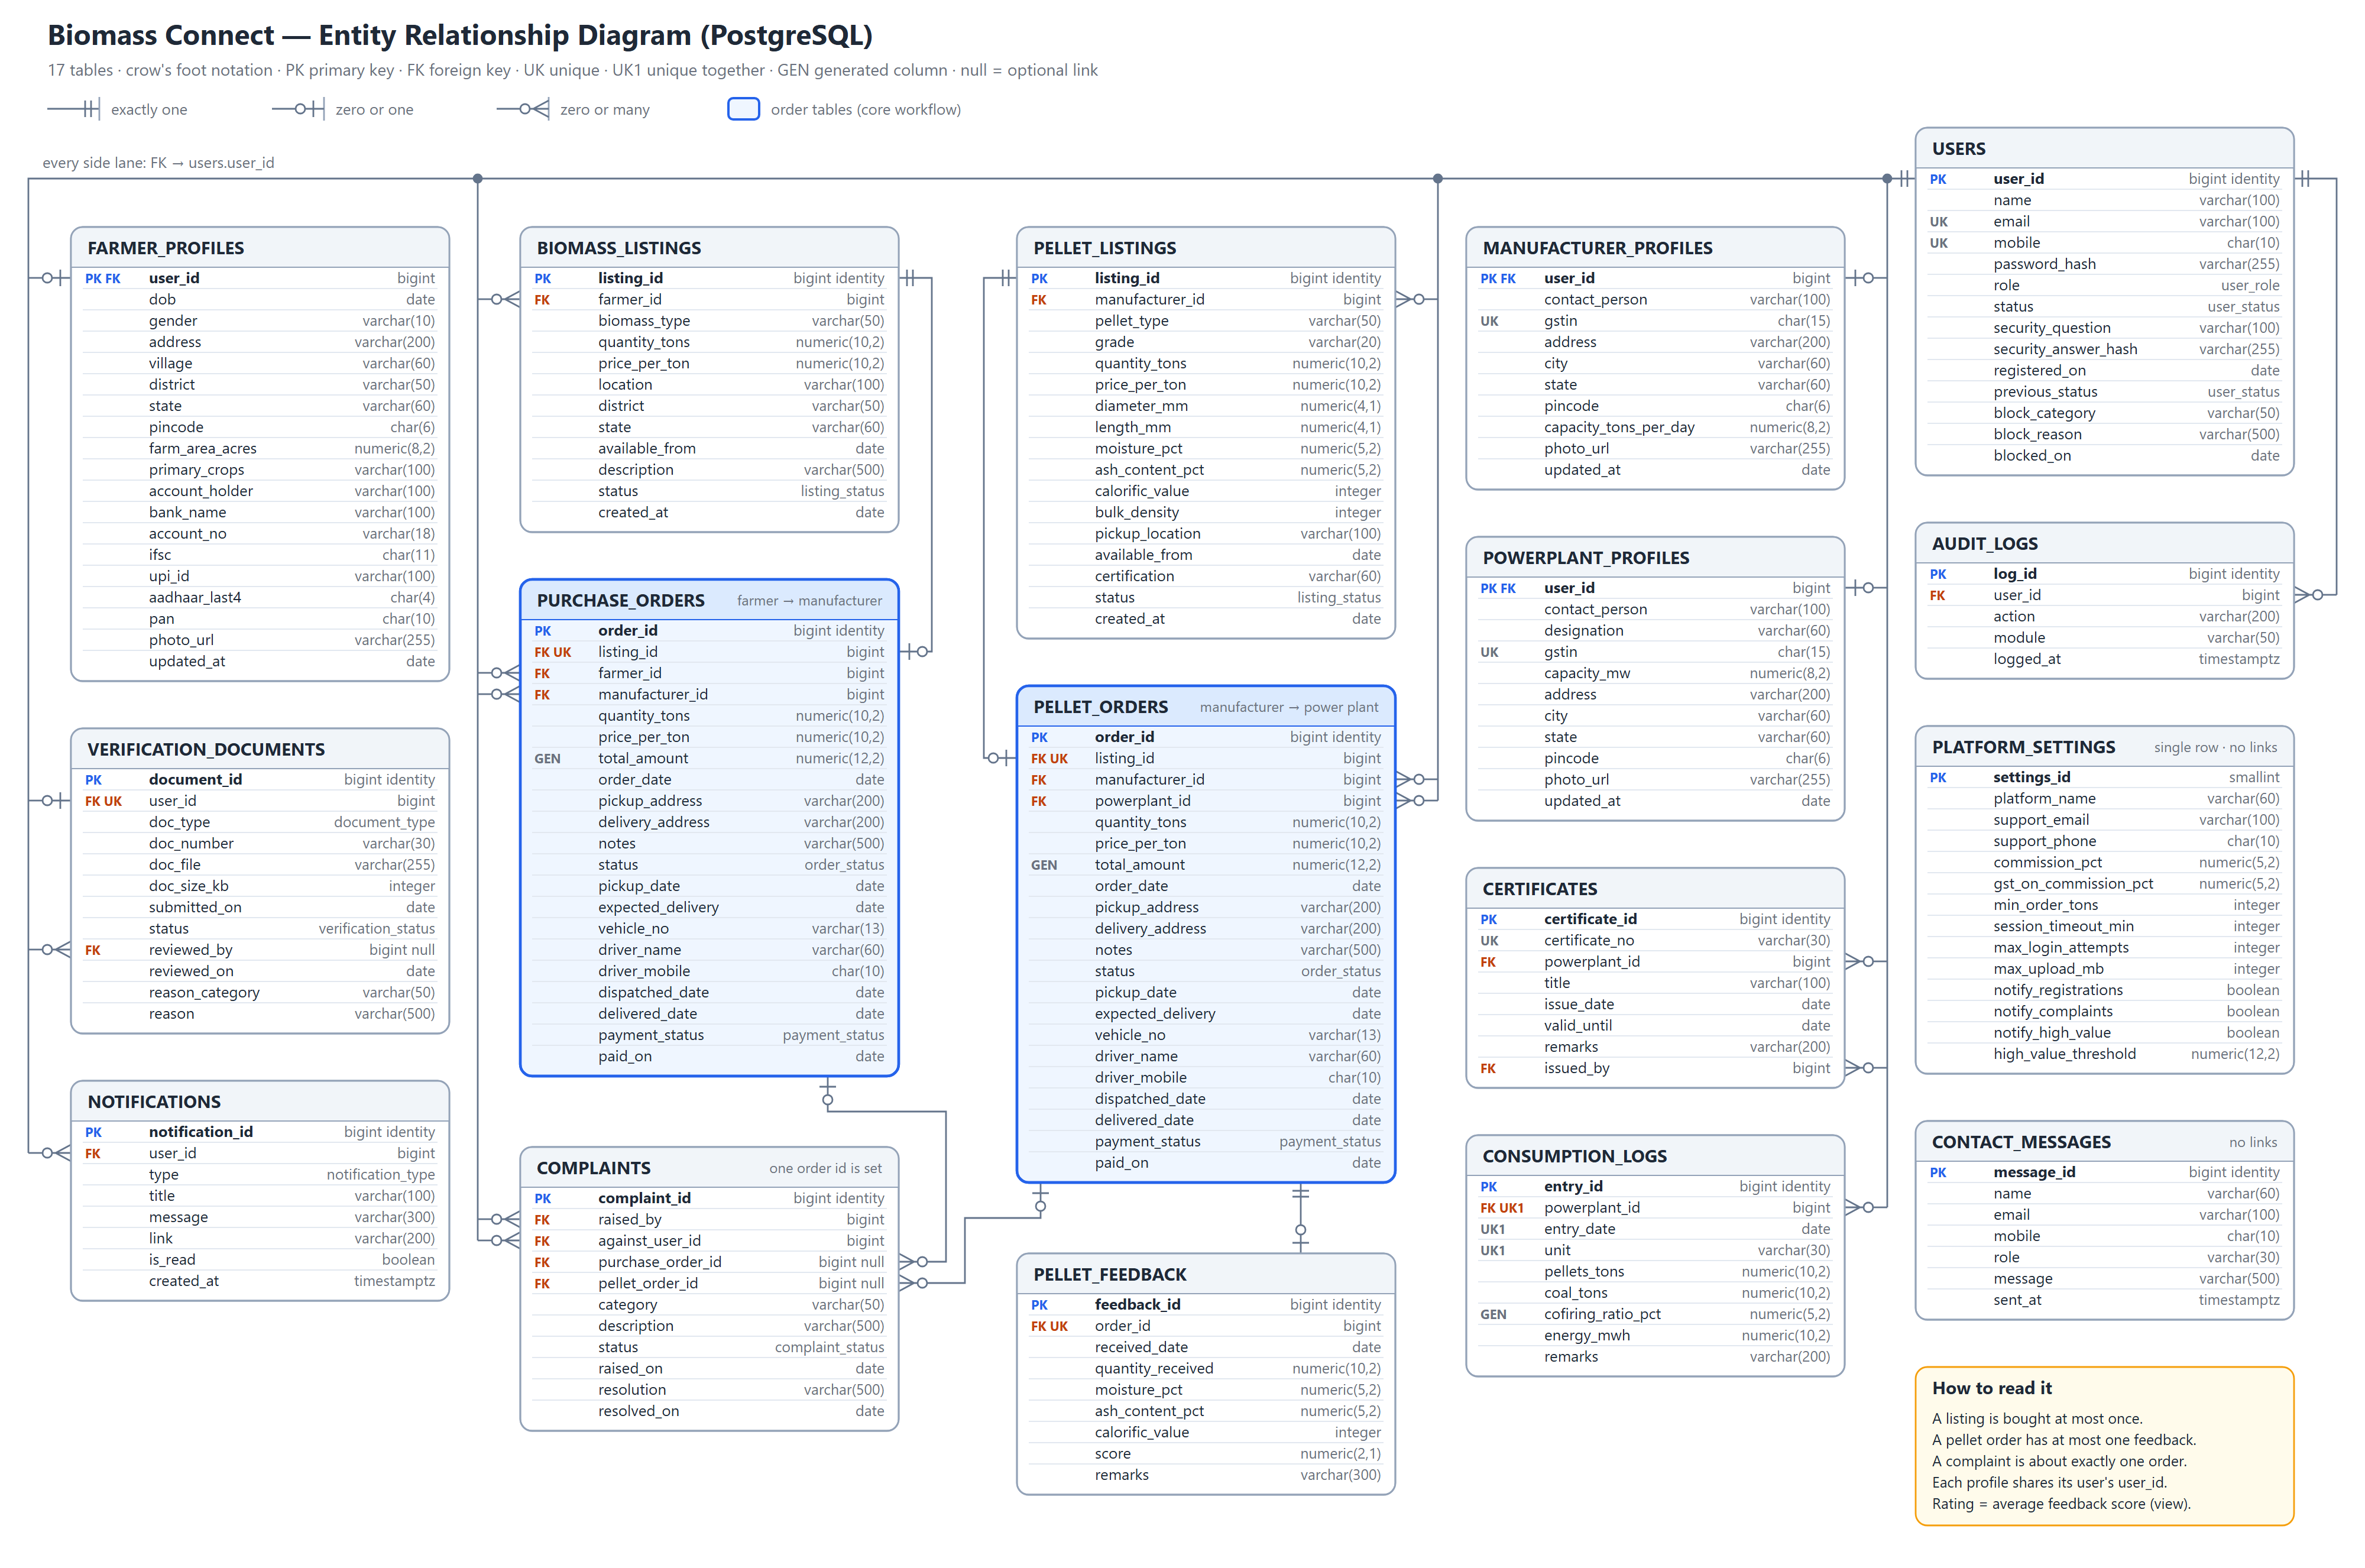 Biomass Connect — Entity Relationship Diagram (PostgreSQL)
17 tables · crow's foot notation · PK primary key · FK foreign key · UK unique · UK1 unique together · GEN generated column · null = optional link
exactly one
zero or one
zero or many
order tables (core workflow)
every side lane: FK → users.user_id
FARMER_PROFILES
PK FK user_id bigint
dob date
gender varchar(10)
address varchar(200)
village varchar(60)
district varchar(50)
state varchar(60)
pincode char(6)
farm_area_acres numeric(8,2)
primary_crops varchar(100)
account_holder varchar(100)
bank_name varchar(100)
account_no varchar(18)
ifsc char(11)
upi_id varchar(100)
aadhaar_last4 char(4)
pan char(10)
photo_url varchar(255)
updated_at date
VERIFICATION_DOCUMENTS
PK document_id bigint identity
FK UK user_id bigint
doc_type document_type
doc_number varchar(30)
doc_file varchar(255)
doc_size_kb integer
submitted_on date
status verification_status
FK reviewed_by bigint null
reviewed_on date
reason_category varchar(50)
reason varchar(500)
NOTIFICATIONS
PK notification_id bigint identity
FK user_id bigint
type notification_type
title varchar(100)
message varchar(300)
link varchar(200)
is_read boolean
created_at timestamptz
BIOMASS_LISTINGS
PK listing_id bigint identity
FK farmer_id bigint
biomass_type varchar(50)
quantity_tons numeric(10,2)
price_per_ton numeric(10,2)
location varchar(100)
district varchar(50)
state varchar(60)
available_from date
description varchar(500)
status listing_status
created_at date
PURCHASE_ORDERS farmer → manufacturer
PK order_id bigint identity
FK UK listing_id bigint
FK farmer_id bigint
FK manufacturer_id bigint
quantity_tons numeric(10,2)
price_per_ton numeric(10,2)
GEN total_amount numeric(12,2)
order_date date
pickup_address varchar(200)
delivery_address varchar(200)
notes varchar(500)
status order_status
pickup_date date
expected_delivery date
vehicle_no varchar(13)
driver_name varchar(60)
driver_mobile char(10)
dispatched_date date
delivered_date date
payment_status payment_status
paid_on date
COMPLAINTS one order id is set
PK complaint_id bigint identity
FK raised_by bigint
FK against_user_id bigint
FK purchase_order_id bigint null
FK pellet_order_id bigint null
category varchar(50)
description varchar(500)
status complaint_status
raised_on date
resolution varchar(500)
resolved_on date
PELLET_LISTINGS
PK listing_id bigint identity
FK manufacturer_id bigint
pellet_type varchar(50)
grade varchar(20)
quantity_tons numeric(10,2)
price_per_ton numeric(10,2)
diameter_mm numeric(4,1)
length_mm numeric(4,1)
moisture_pct numeric(5,2)
ash_content_pct numeric(5,2)
calorific_value integer
bulk_density integer
pickup_location varchar(100)
available_from date
certification varchar(60)
status listing_status
created_at date
PELLET_ORDERS manufacturer → power plant
PK order_id bigint identity
FK UK listing_id bigint
FK manufacturer_id bigint
FK powerplant_id bigint
quantity_tons numeric(10,2)
price_per_ton numeric(10,2)
GEN total_amount numeric(12,2)
order_date date
pickup_address varchar(200)
delivery_address varchar(200)
notes varchar(500)
status order_status
pickup_date date
expected_delivery date
vehicle_no varchar(13)
driver_name varchar(60)
driver_mobile char(10)
dispatched_date date
delivered_date date
payment_status payment_status
paid_on date
PELLET_FEEDBACK
PK feedback_id bigint identity
FK UK order_id bigint
received_date date
quantity_received numeric(10,2)
moisture_pct numeric(5,2)
ash_content_pct numeric(5,2)
calorific_value integer
score numeric(2,1)
remarks varchar(300)
MANUFACTURER_PROFILES
PK FK user_id bigint
contact_person varchar(100)
UK gstin char(15)
address varchar(200)
city varchar(60)
state varchar(60)
pincode char(6)
capacity_tons_per_day numeric(8,2)
photo_url varchar(255)
updated_at date
POWERPLANT_PROFILES
PK FK user_id bigint
contact_person varchar(100)
designation varchar(60)
UK gstin char(15)
capacity_mw numeric(8,2)
address varchar(200)
city varchar(60)
state varchar(60)
pincode char(6)
photo_url varchar(255)
updated_at date
CERTIFICATES
PK certificate_id bigint identity
UK certificate_no varchar(30)
FK powerplant_id bigint
title varchar(100)
issue_date date
valid_until date
remarks varchar(200)
FK issued_by bigint
CONSUMPTION_LOGS
PK entry_id bigint identity
FK UK1 powerplant_id bigint
UK1 entry_date date
UK1 unit varchar(30)
pellets_tons numeric(10,2)
coal_tons numeric(10,2)
GEN cofiring_ratio_pct numeric(5,2)
energy_mwh numeric(10,2)
remarks varchar(200)
USERS
PK user_id bigint identity
name varchar(100)
UK email varchar(100)
UK mobile char(10)
password_hash varchar(255)
role user_role
status user_status
security_question varchar(100)
security_answer_hash varchar(255)
registered_on date
previous_status user_status
block_category varchar(50)
block_reason varchar(500)
blocked_on date
AUDIT_LOGS
PK log_id bigint identity
FK user_id bigint
action varchar(200)
module varchar(50)
logged_at timestamptz
PLATFORM_SETTINGS single row · no links
PK settings_id smallint
platform_name varchar(60)
support_email varchar(100)
support_phone char(10)
commission_pct numeric(5,2)
gst_on_commission_pct numeric(5,2)
min_order_tons integer
session_timeout_min integer
max_login_attempts integer
max_upload_mb integer
notify_registrations boolean
notify_complaints boolean
notify_high_value boolean
high_value_threshold numeric(12,2)
CONTACT_MESSAGES no links
PK message_id bigint identity
name varchar(60)
email varchar(100)
mobile char(10)
role varchar(30)
message varchar(500)
sent_at timestamptz
How to read it
A listing is bought at most once.
A pellet order has at most one feedback.
A complaint is about exactly one order.
Each profile shares its user's user_id.
Rating = average feedback score (view).